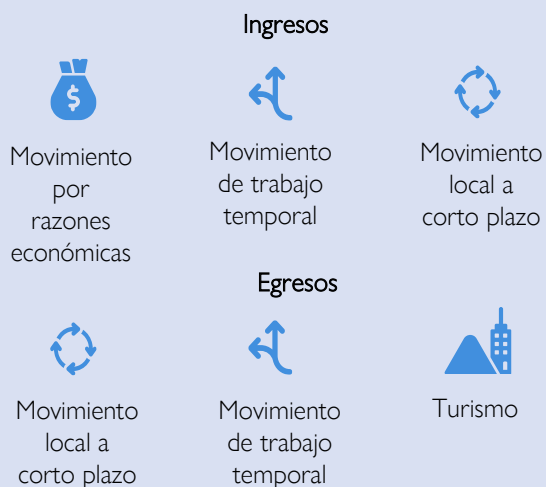 Ingresos
$
Movimiento
por
razones
económicas
Movimiento
de trabajo
temporal
Movimiento
local a
corto plazo
Egresos
Movimiento
local a
corto plazo
Movimiento
de trabajo
temporal
Turismo